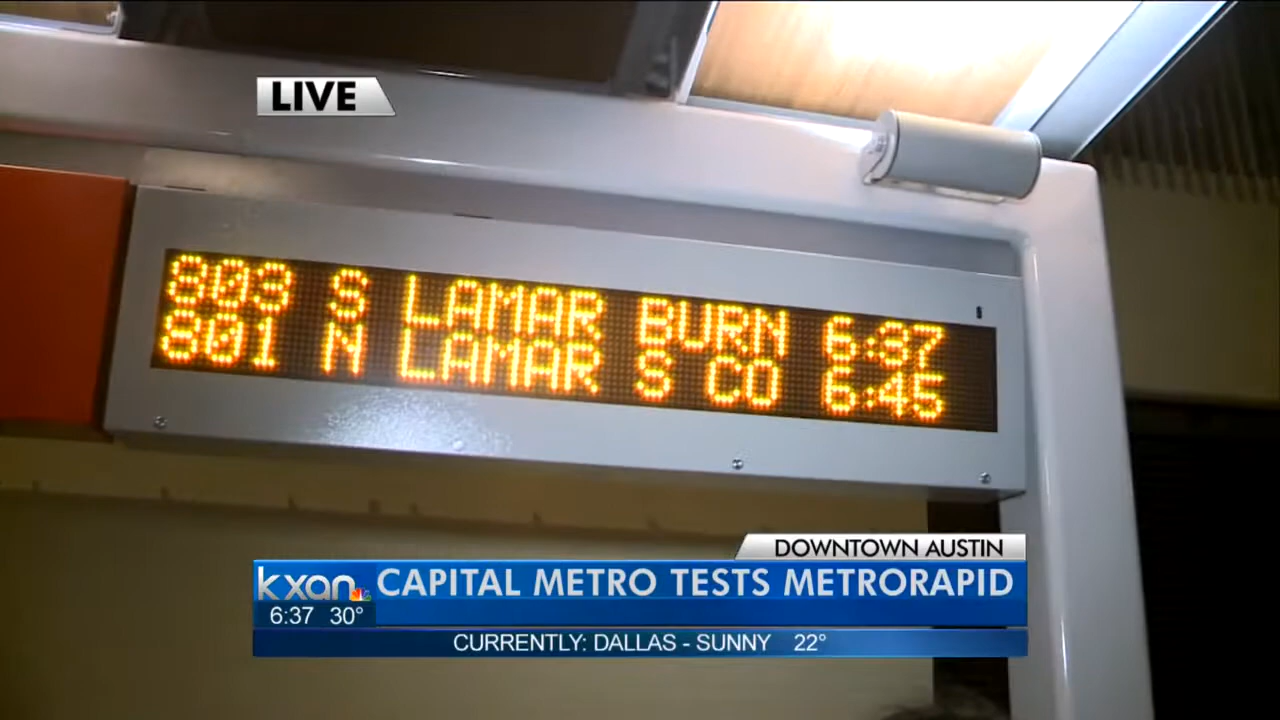 LIVE
803 S LAMAR BURN 6:37
801 N LAMAR S CO 6:45
DOWNTOWN AUSTIN
kxan CAPITAL METRO TESTS METRORAPID
6:37 30°
CURRENTLY: DALLAS - SUNNY 22°